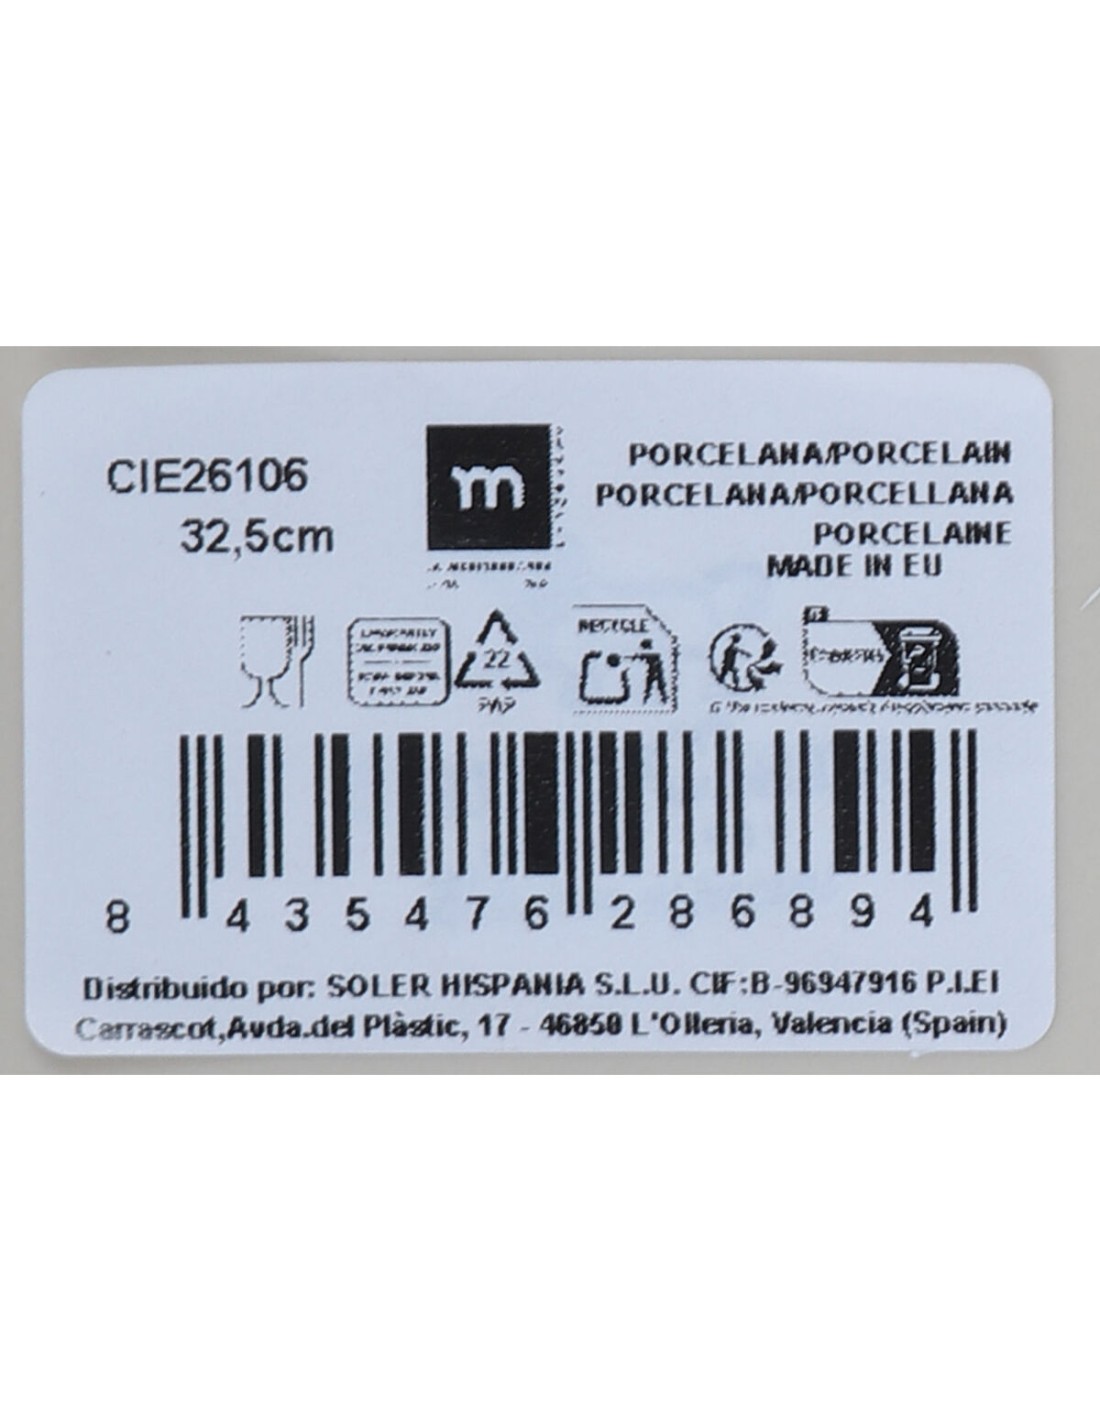 CIE26106
32,5cm
m
PORCELANA/PORCELAIN
PORCELANA/PORCELLANA
PORCELAINE
MADE IN EU
22
PAP
RECYCLE
8 435476 286894
Distribuido por: SOLER HISPANIA S.L.U. CIF:B-96947916 P.I.EI
Carrascot,Avda.del Plàstic, 17 - 46850 L'Olleria, Valencia (Spain)